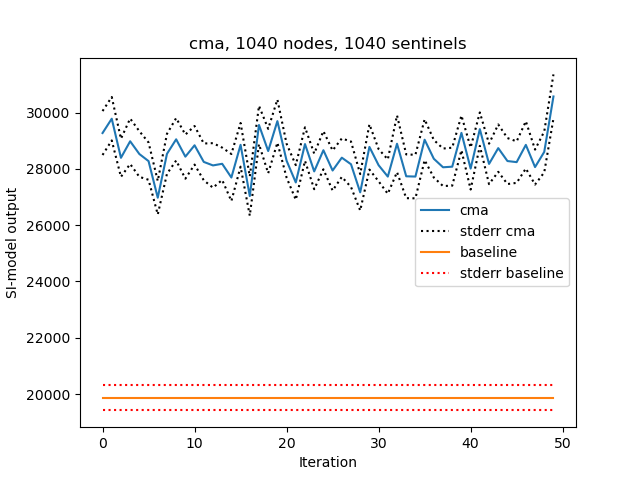 cma, 1040 nodes, 1040 sentinels
SI-model output
30000
28000
26000
24000
22000
20000
cma
stderr cma
baseline
stderr baseline
0 10 20 30 40 50
Iteration